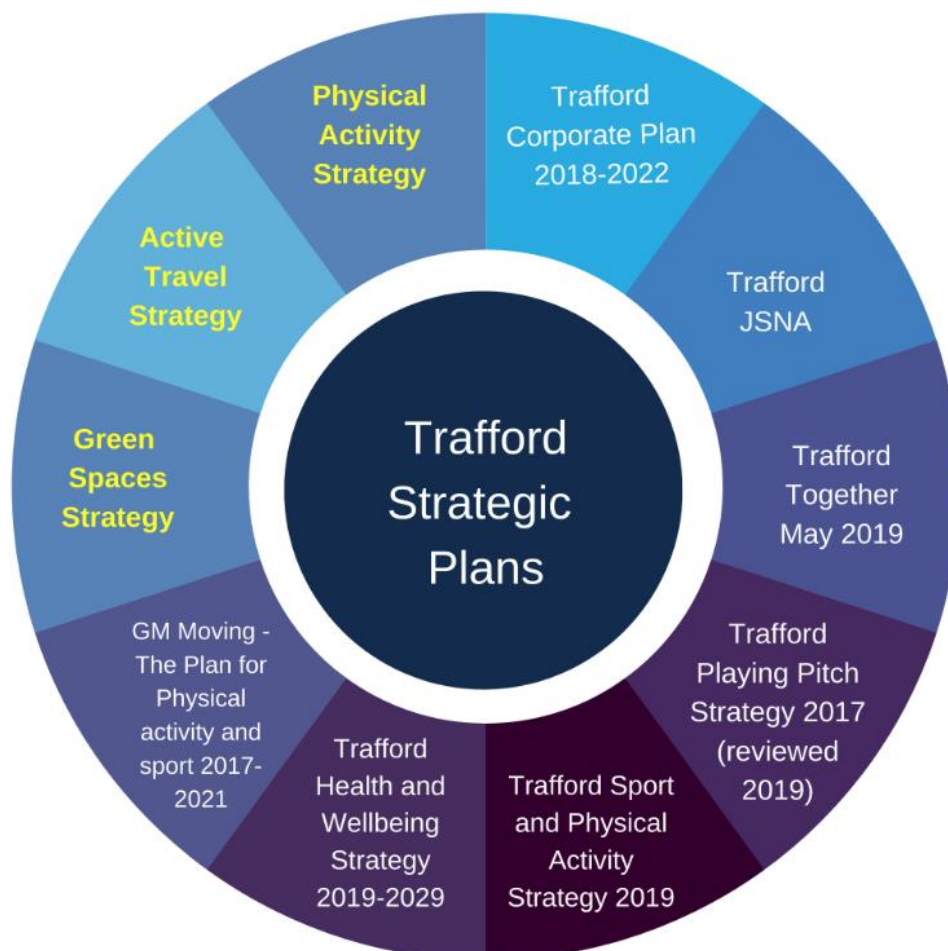 Physical
Activity
Strategy
Trafford
Corporate Plan
2018-2022
Trafford
JSNA
Trafford
Together
May 2019
Trafford
Playing Pitch
Strategy 2017
(reviewed
2019)
Trafford Sport
and Physical
Activity
Strategy 2019
Trafford
Health and
Wellbeing
Strategy
2019-2029
GM Moving -
The Plan for
Physical
activity and
sport 2017-
2021
Green
Spaces
Strategy
Active
Travel
Strategy
Trafford
Strategic
Plans